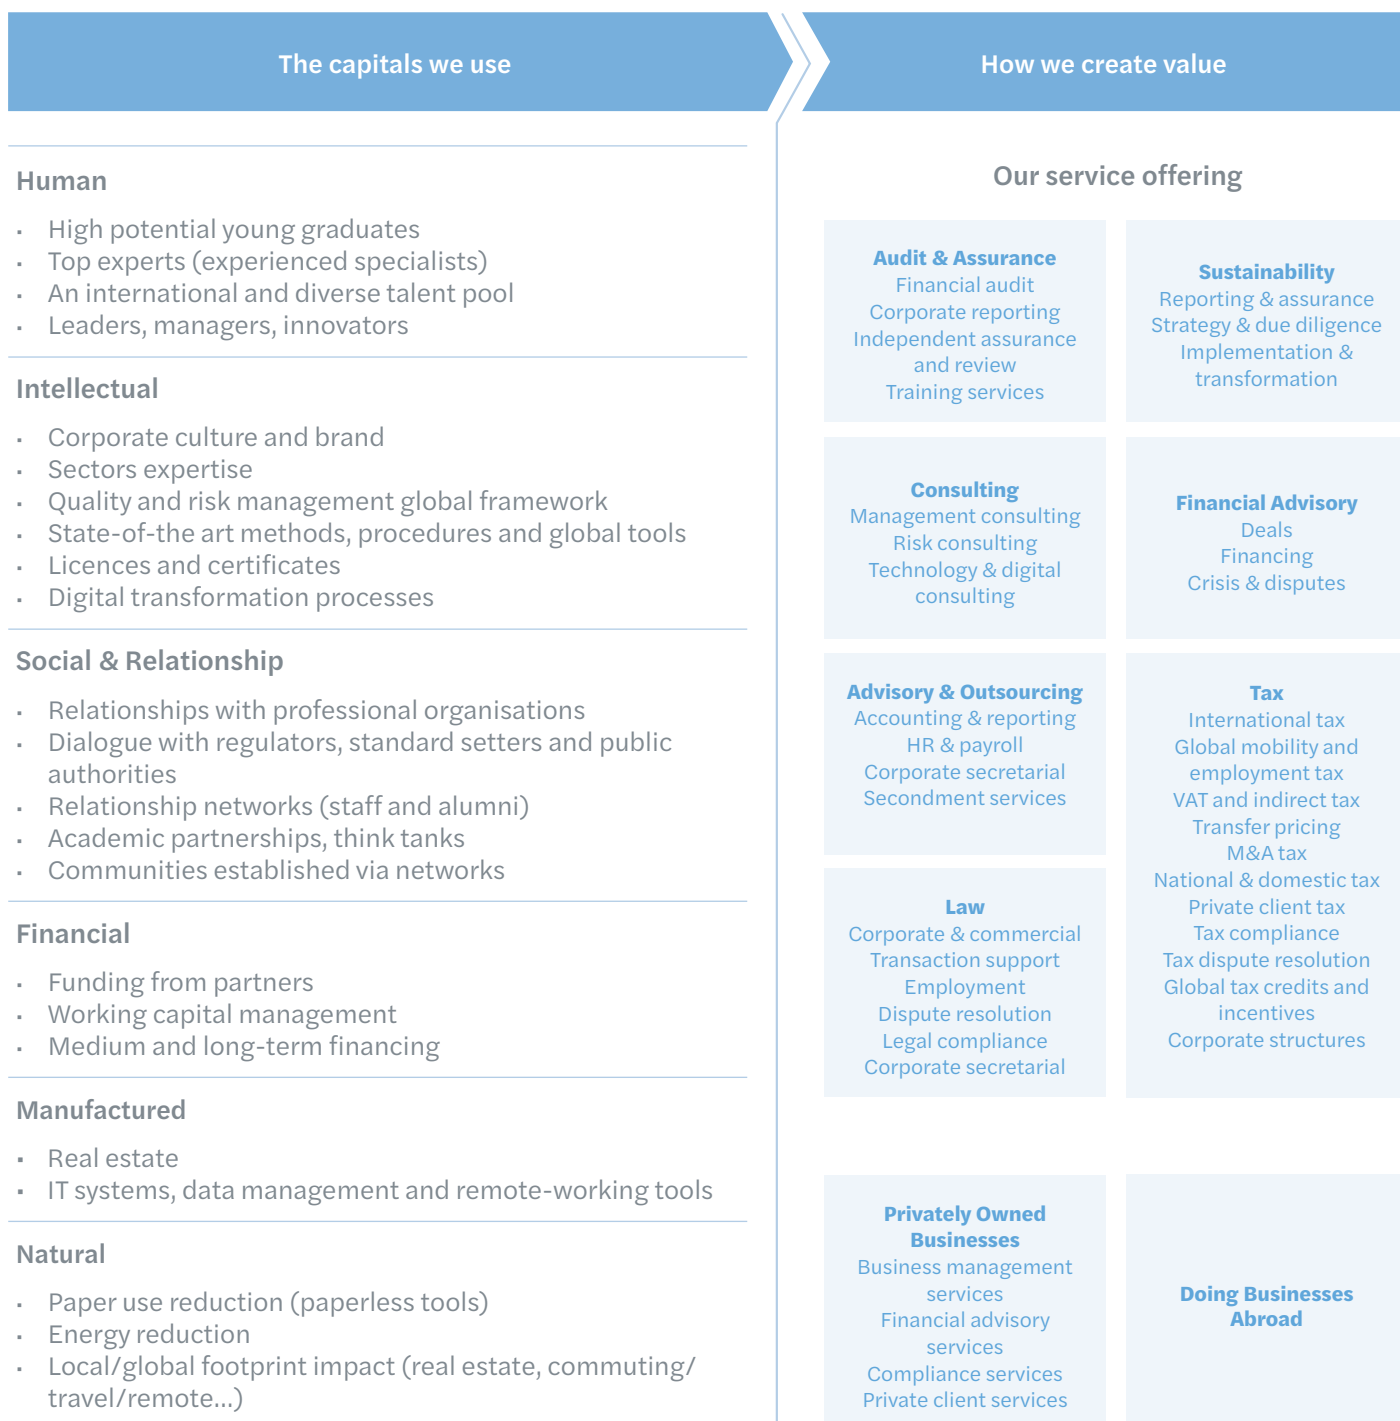 The capitals we use
How we create value
Human
· High potential young graduates
· Top experts (experienced specialists)
· An international and diverse talent pool
· Leaders, managers, innovators
Intellectual
· Corporate culture and brand
· Sectors expertise
· Quality and risk management global framework
· State-of-the art methods, procedures and global tools
· Licences and certificates
· Digital transformation processes
Social & Relationship
· Relationships with professional organisations
· Dialogue with regulators, standard setters and public
authorities
· Relationship networks (staff and alumni)
· Academic partnerships, think tanks
· Communities established via networks
Financial
· Funding from partners
· Working capital management
· Medium and long-term financing
Manufactured
· Real estate
· IT systems, data management and remote-working tools
Natural
· Paper use reduction (paperless tools)
· Energy reduction
· Local/global footprint impact (real estate, commuting/
travel/remote...)
Our service offering
Audit & Assurance
Financial audit
Corporate reporting
Independent assurance
and review
Training services
Sustainability
Reporting & assurance
Strategy & due diligence
Implementation &
transformation
Consulting
Management consulting
Risk consulting
Technology & digital
consulting
Financial Advisory
Deals
Financing
Crisis & disputes
Advisory & Outsourcing
Accounting & reporting
HR & payroll
Corporate secretarial
Secondment services
Tax
International tax
Global mobility and
employment tax
VAT and indirect tax
Transfer pricing
M&A tax
National & domestic tax
Private client tax
Tax compliance
Tax dispute resolution
Global tax credits and
incentives
Corporate structures
Law
Corporate & commercial
Transaction support
Employment
Dispute resolution
Legal compliance
Corporate secretarial
Privately Owned
Businesses
Business management
services
Financial advisory
services
Compliance services
Private client services
Doing Businesses
Abroad